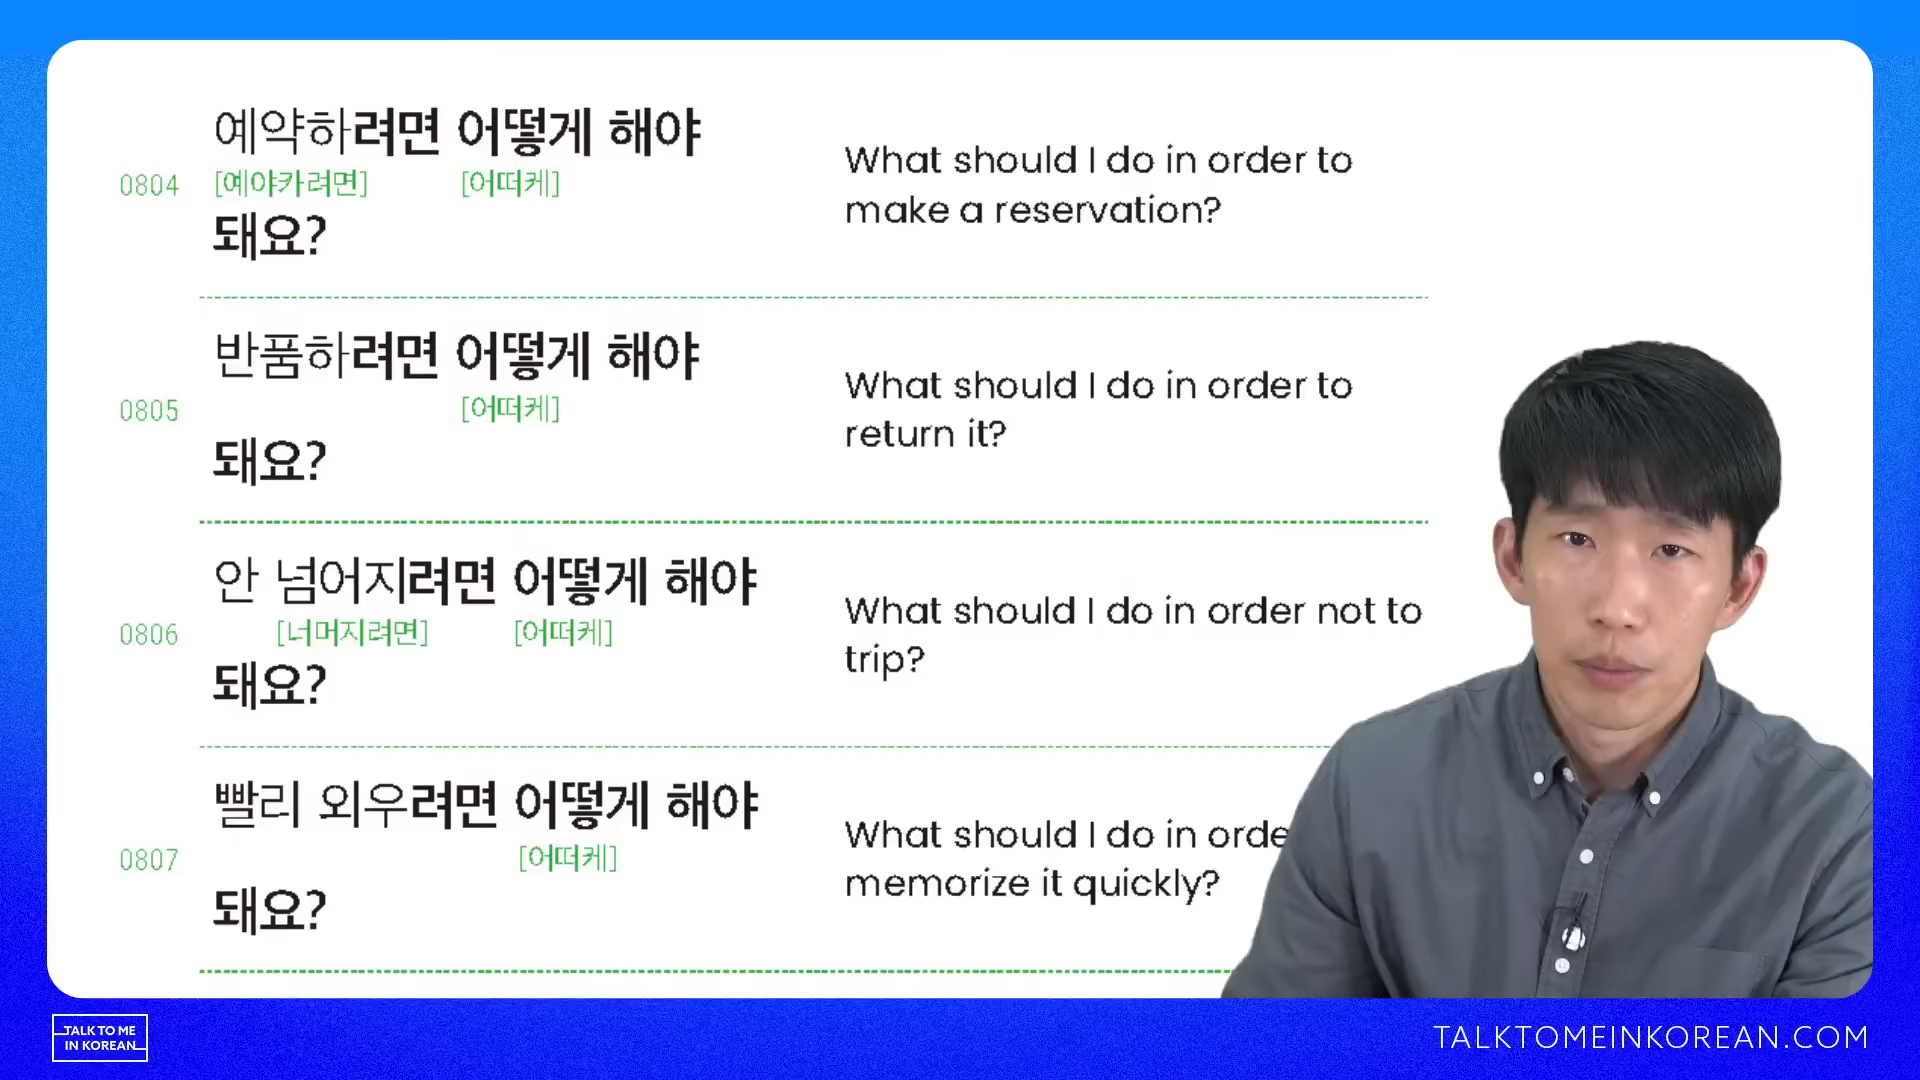 예약하려면 어떻게 해야
0804 [예야카려면] [어떠케]
돼요?
What should I do in order to
make a reservation?
반품하려면 어떻게 해야
0805 [어떠케]
돼요?
What should I do in order to
return it?
안 넘어지려면 어떻게 해야
0806 [너머지려면] [어떠케]
돼요?
What should I do in order not to
trip?
빨리 외우려면 어떻게 해야
0807 [어떠케]
돼요?
What should I do in orde
memorize it quickly?
TALK TO ME
IN KOREAN
TALKTOMEINKOREAN.COM